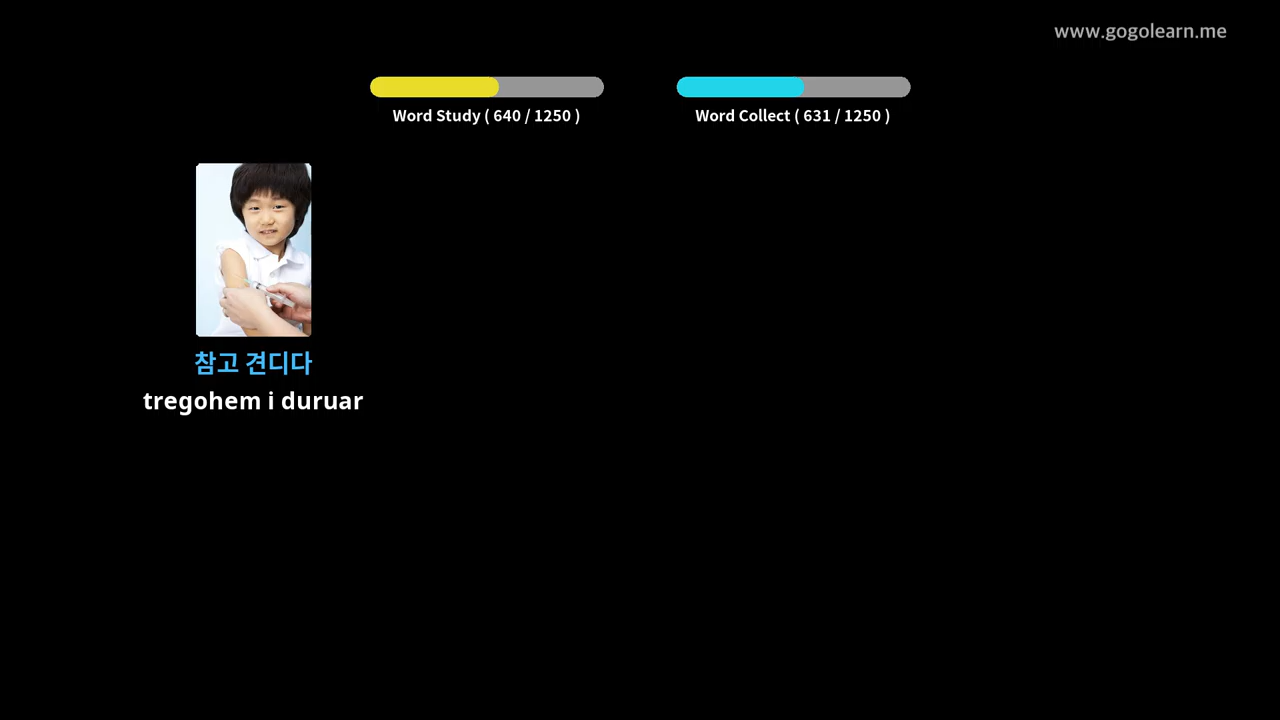 www.gogolearn.me
Word Study ( 640 / 1250 )
Word Collect ( 631 / 1250 )
참고 견디다
tregohem i duruar